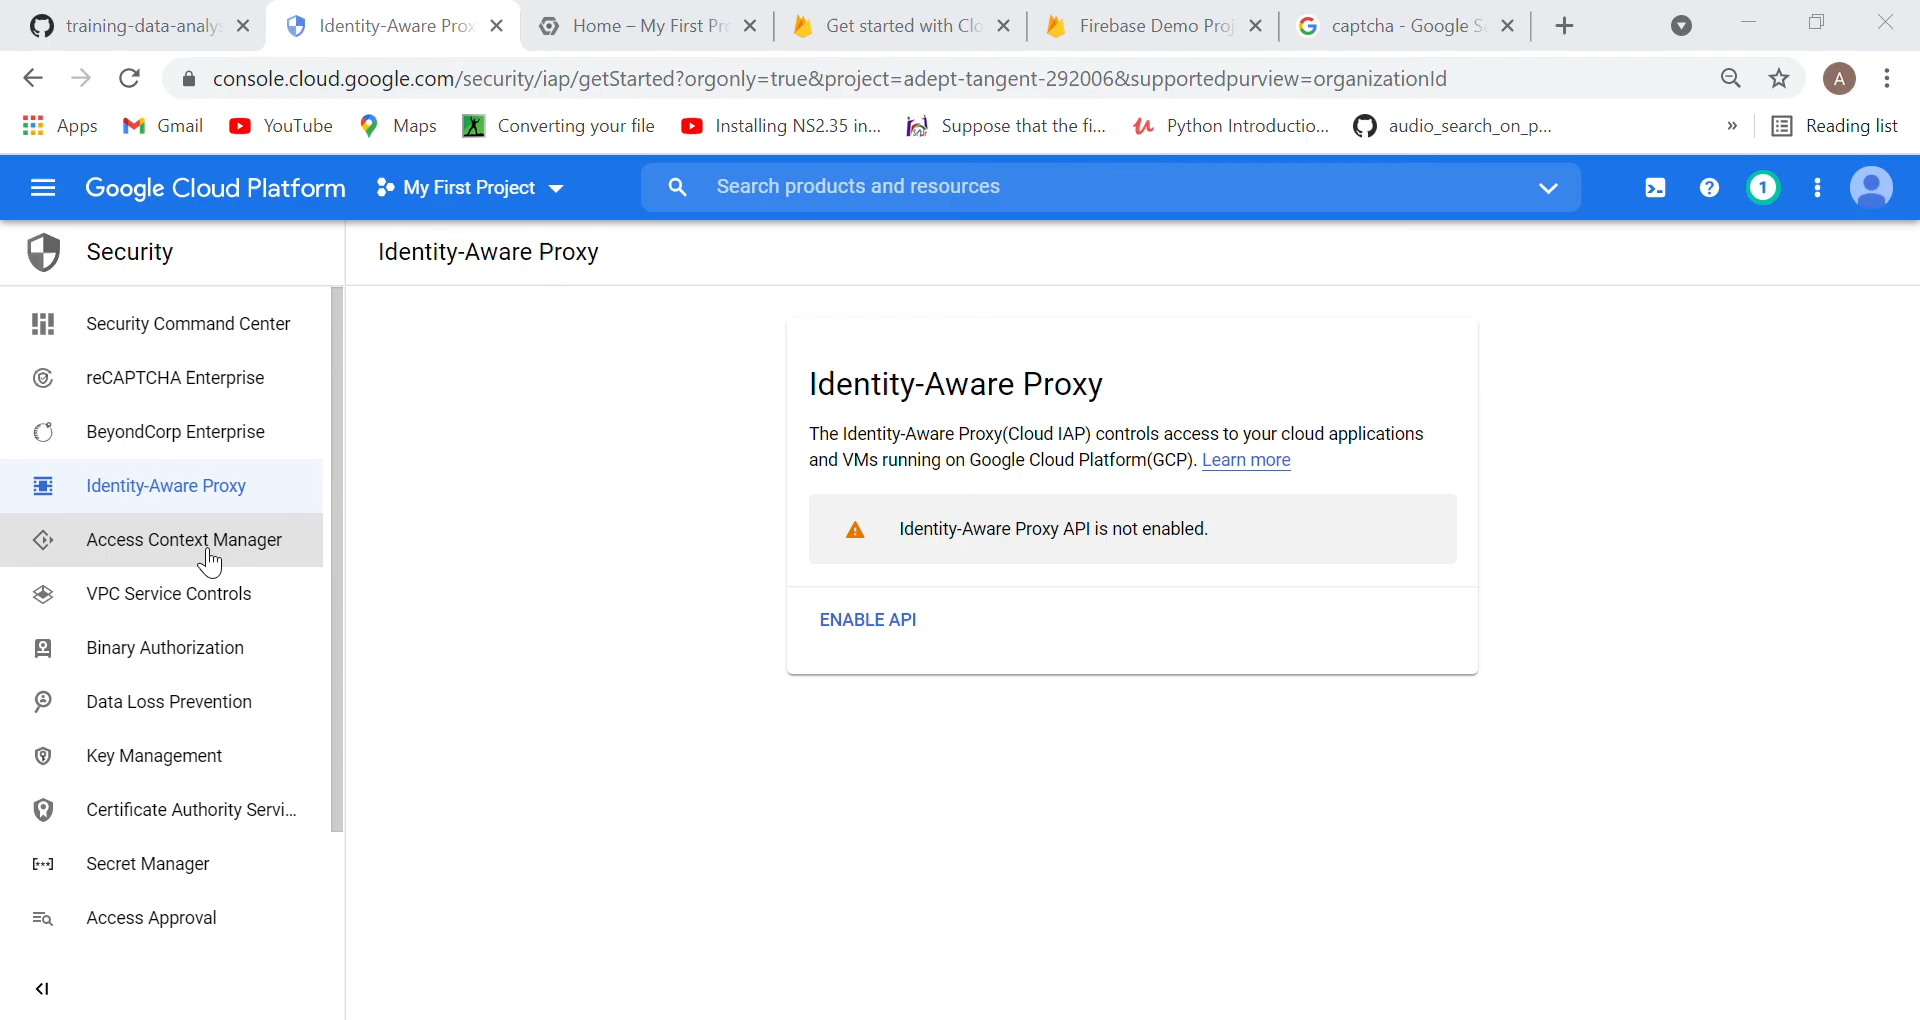 training-data-analys
Identity-Aware Prox
Home – My First Pro
Get started with Clo
Firebase Demo Proj
captcha - Google Se
console.cloud.google.com/security/iap/getStarted?orgonly=true&project=adept-tangent-292006&supportedpurview=organizationId
A
Apps
Gmail
YouTube
Maps
Converting your file
Installing NS2.35 in...
Suppose that the fi...
Python Introductio...
audio_search_on_p...
»
Reading list
Google Cloud Platform
My First Project
Search products and resources
1
Security
Identity-Aware Proxy
Security Command Center
reCAPTCHA Enterprise
BeyondCorp Enterprise
Identity-Aware Proxy
Access Context Manager
VPC Service Controls
Binary Authorization
Data Loss Prevention
Key Management
Certificate Authority Servi...
Secret Manager
Access Approval
Identity-Aware Proxy
The Identity-Aware Proxy(Cloud IAP) controls access to your cloud applications
and VMs running on Google Cloud Platform(GCP). Learn more
Identity-Aware Proxy API is not enabled.
ENABLE API